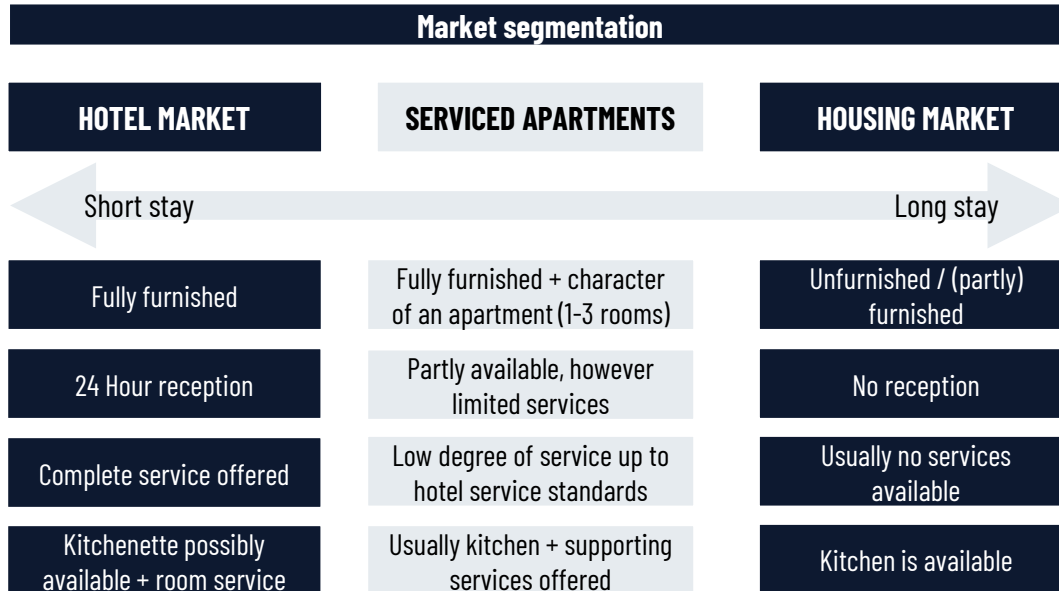 Market segmentation
HOTEL MARKET
SERVICED APARTMENTS
HOUSING MARKET
Short stay
Long stay
Fully furnished
Fully furnished + character
of an apartment (1-3 rooms)
Unfurnished / (partly)
furnished
24 Hour reception
Partly available, however
limited services
No reception
Complete service offered
Low degree of service up to
hotel service standards
Usually no services
available
Kitchenette possibly
available + room service
Usually kitchen + supporting
services offered
Kitchen is available